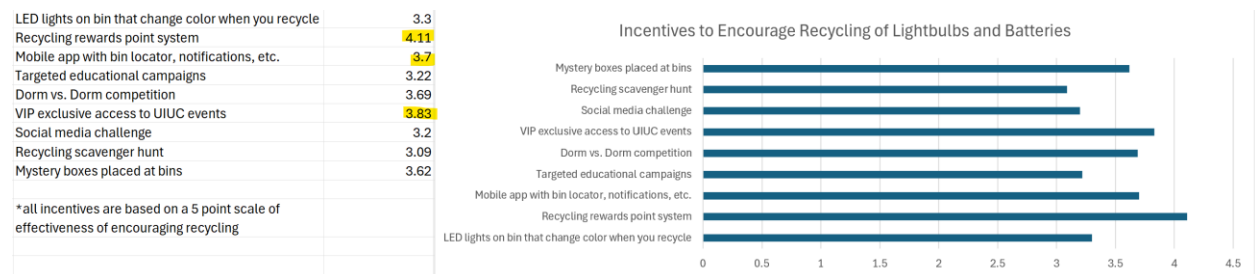 LED lights on bin that change color when you recycle 3.3
Recycling rewards point system 4.11
Mobile app with bin locator, notifications, etc. 3.7
Targeted educational campaigns 3.22
Dorm vs. Dorm competition 3.69
VIP exclusive access to UIUC events 3.83
Social media challenge 3.2
Recycling scavenger hunt 3.09
Mystery boxes placed at bins 3.62
*all incentives are based on a 5 point scale of
effectiveness of encouraging recycling
Incentives to Encourage Recycling of Lightbulbs and Batteries
Mystery boxes placed at bins
Recycling scavenger hunt
Social media challenge
VIP exclusive access to UIUC events
Dorm vs. Dorm competition
Targeted educational campaigns
Mobile app with bin locator, notifications, etc.
Recycling rewards point system
LED lights on bin that change color when you recycle
0 0.5 1 1.5 2 2.5 3 3.5 4 4.5